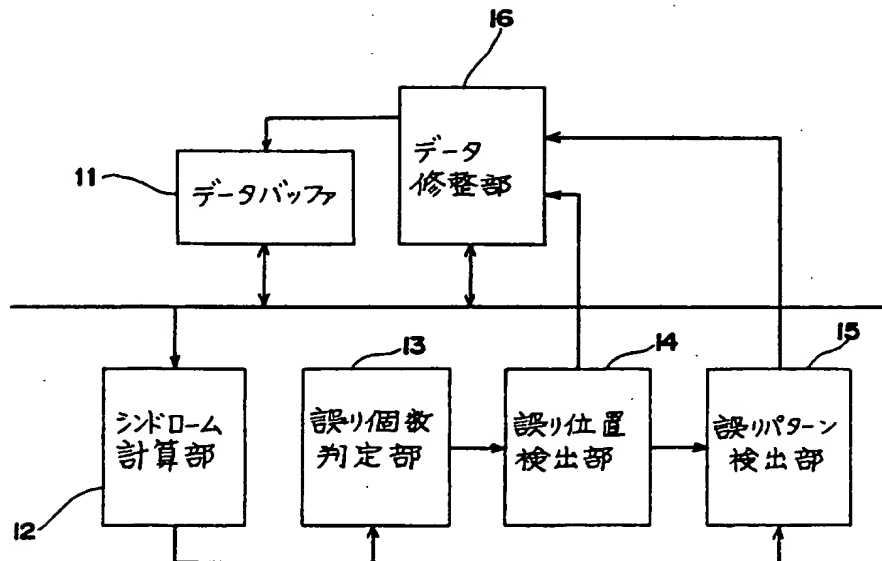 16
データ
修整部
11
データバッファ
13
14
15
シンドローム
計算部
誤り個数
判定部
誤り位置
検出部
誤りパターン
検出部
12